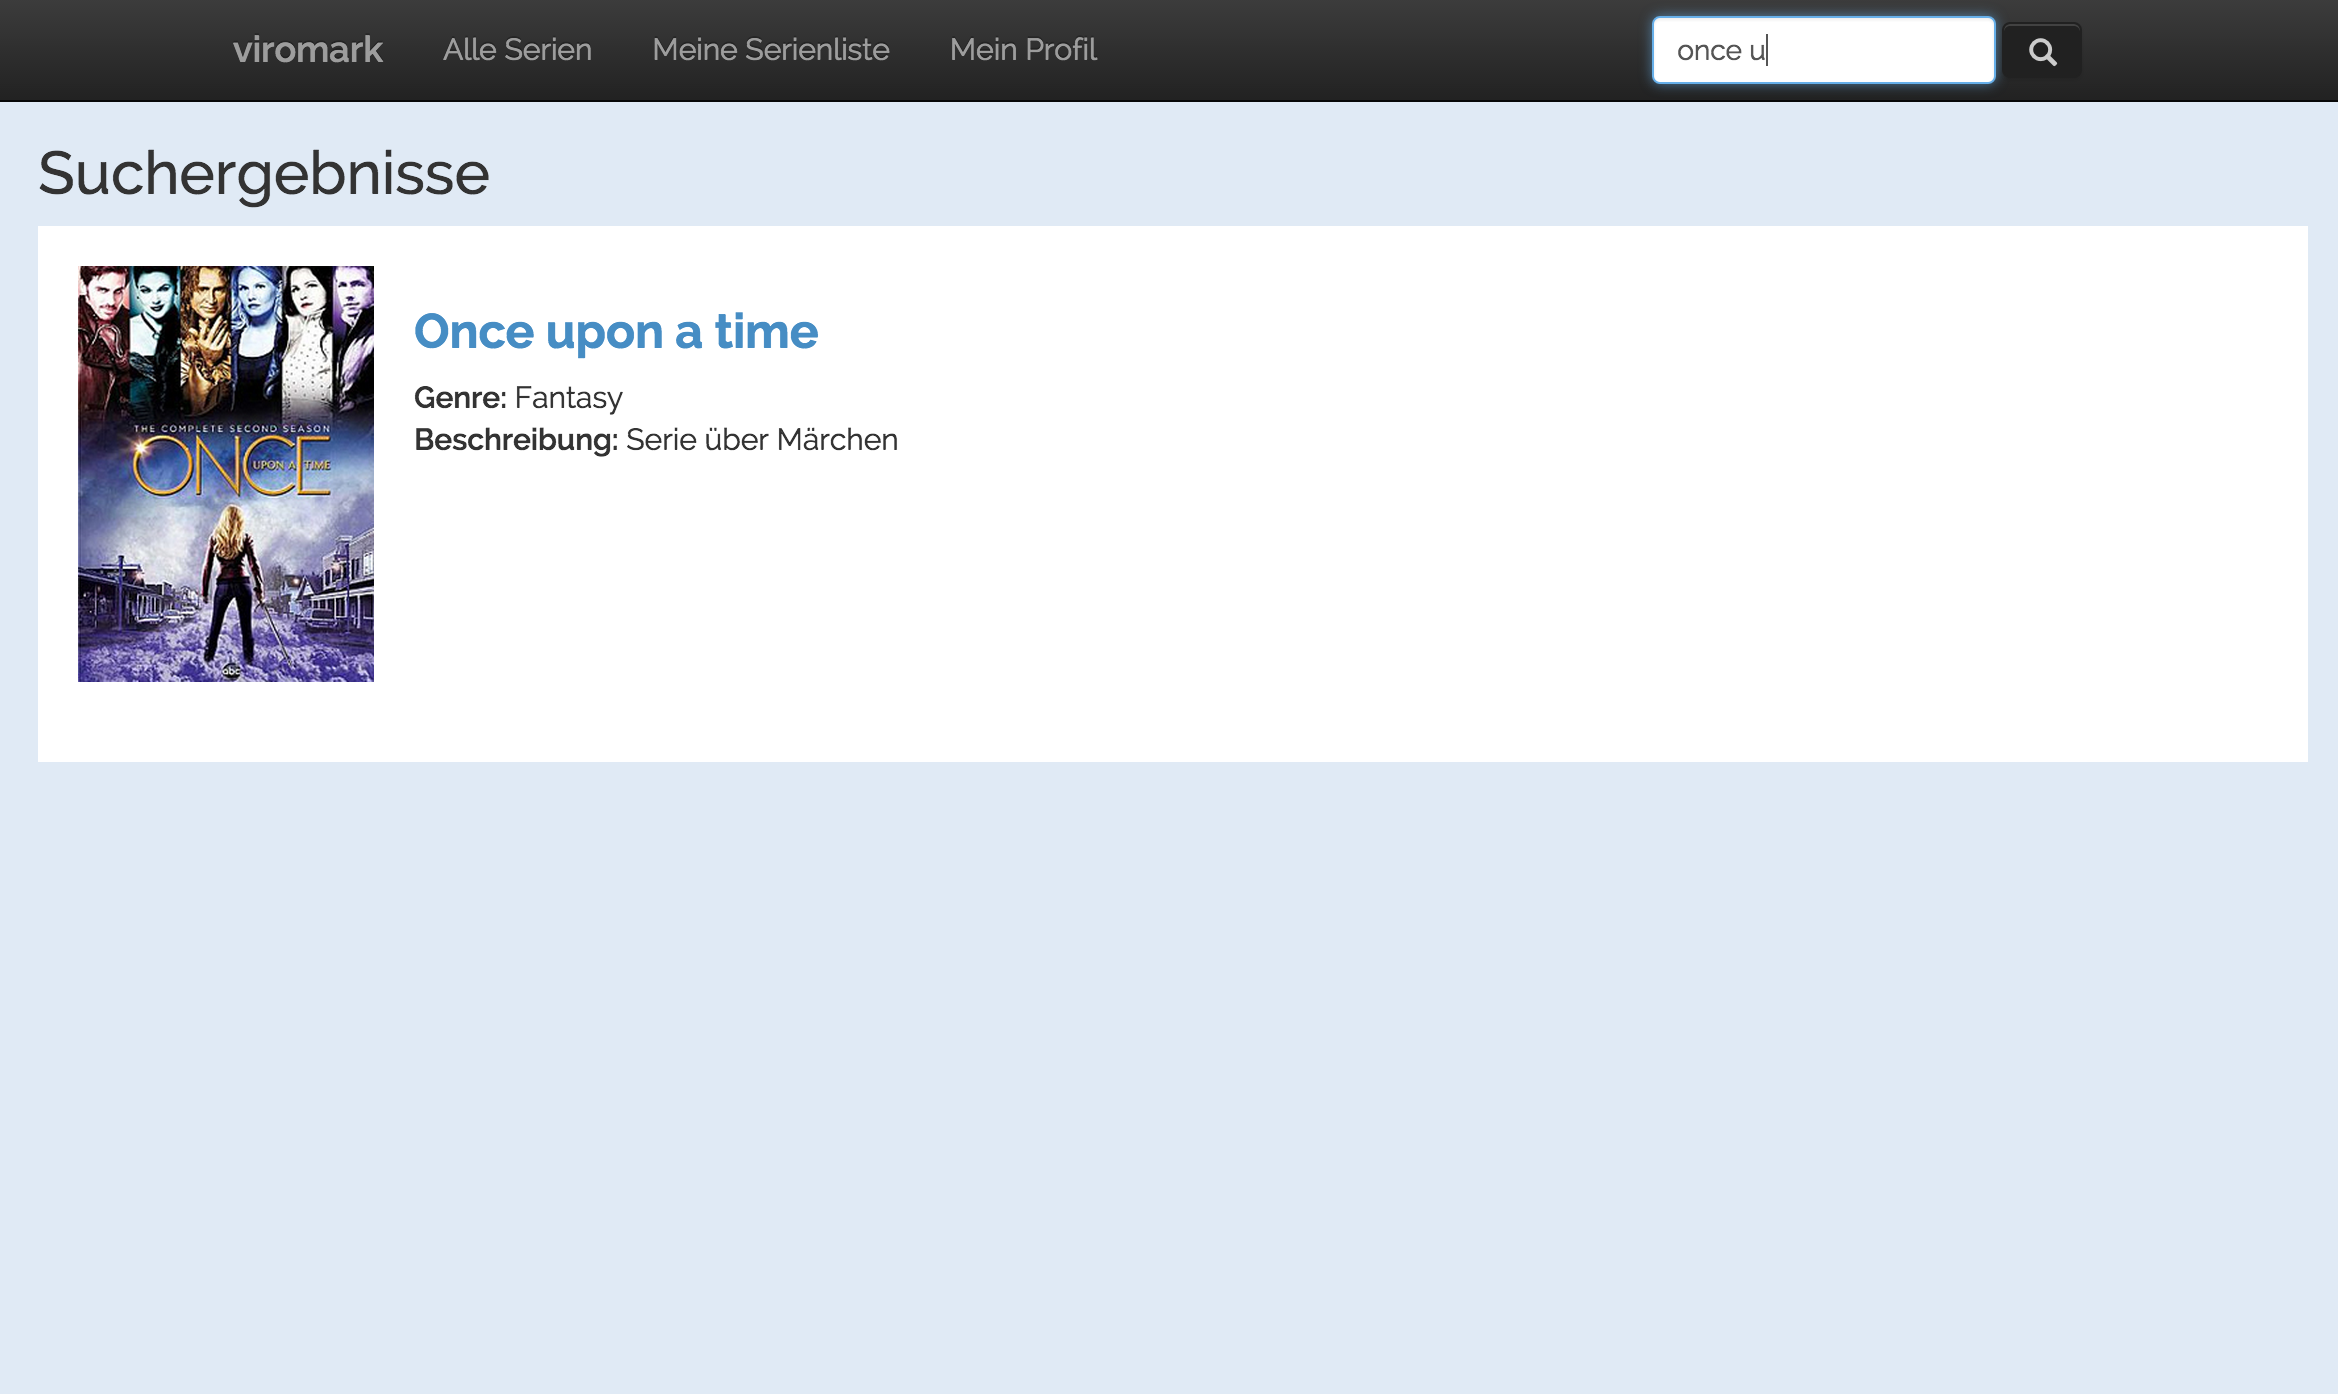 viromark Alle Serien Meine Serienliste Mein Profil once u
Suchergebnisse
Once upon a time
Genre: Fantasy
Beschreibung: Serie über Märchen
THE COMPLETE SECOND SEASON
ONCE
UPON A TIME
abc